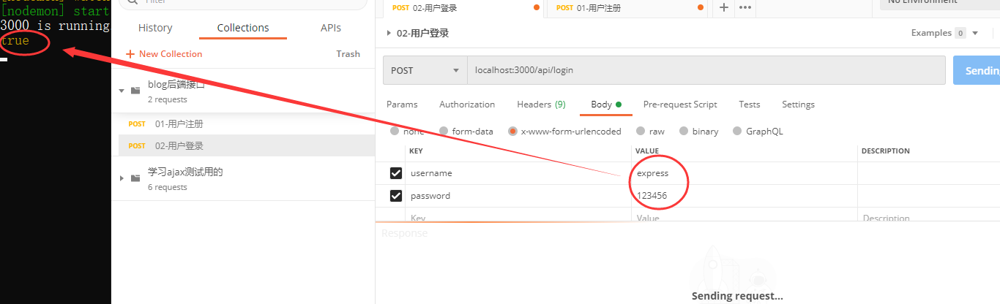 [nodemon] start
3000 is running
true
Filter
History
Collections
APIs
+ New Collection
Trash
blog后端接口
2 requests
POST 01-用户注册
POST 02-用户登录
学习ajax测试用的
6 requests
POST 02-用户登录
POST 01-用户注册
No Environment
02-用户登录
Examples 0
POST
localhost:3000/api/login
Sending
Params
Authorization
Headers (9)
Body
Pre-request Script
Tests
Settings
none
form-data
x-www-form-urlencoded
raw
binary
GraphQL
KEY
VALUE
DESCRIPTION
username
express
password
123456
Key
Value
Description
Response
Sending request...